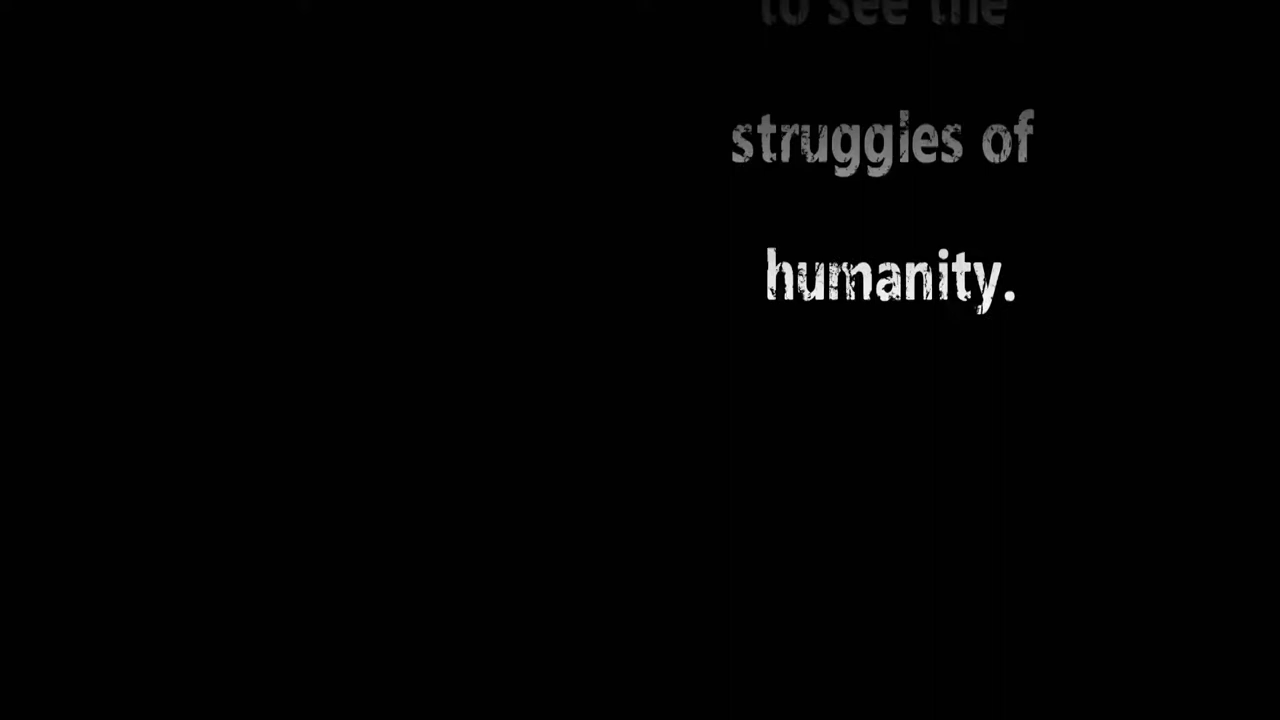 to see the
struggles of
humanity.